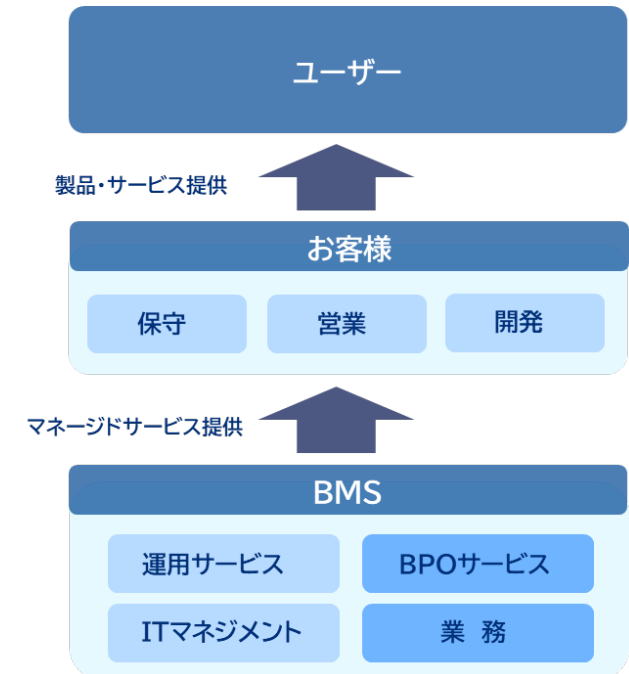 ユーザー
製品・サービス提供
お客様
保守
営業
開発
マネージドサービス提供
BMS
運用サービス
BPOサービス
ITマネジメント
業 務